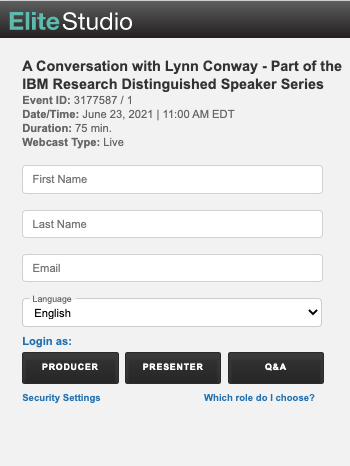 EliteStudio
A Conversation with Lynn Conway - Part of the
IBM Research Distinguished Speaker Series
Event ID: 3177587 / 1
Date/Time: June 23, 2021 | 11:00 AM EDT
Duration: 75 min.
Webcast Type: Live
First Name
Last Name
Email
Language
English
Login as:
PRODUCER PRESENTER Q&A
Security Settings Which role do I choose?